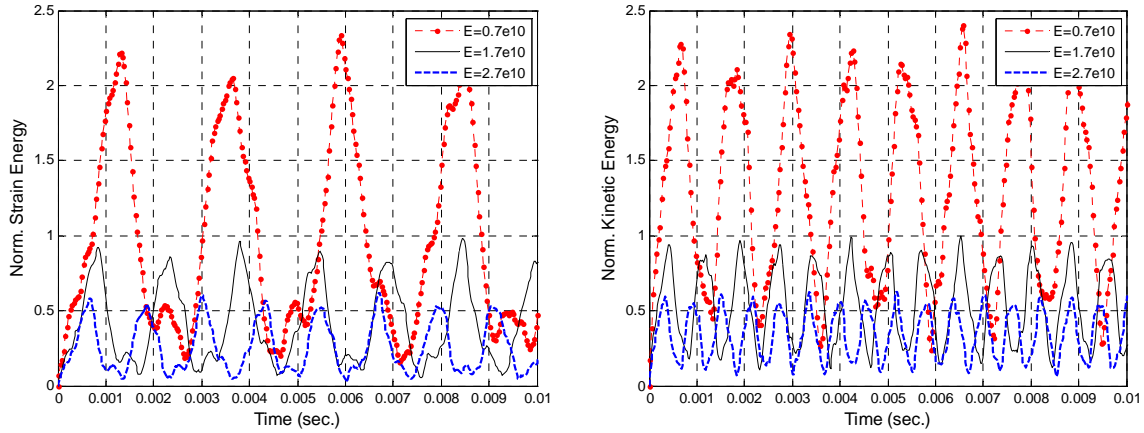 E=0.7e10
E=1.7e10
E=2.7e10
2.5
2
1.5
1
0.5
0
Norm. Strain Energy
0 0.001 0.002 0.003 0.004 0.005 0.006 0.007 0.008 0.009 0.01
Time (sec.)
E=0.7e10
E=1.7e10
E=2.7e10
2.5
2
1.5
1
0.5
0
Norm. Kinetic Energy
0 0.001 0.002 0.003 0.004 0.005 0.006 0.007 0.008 0.009 0.01
Time (sec.)